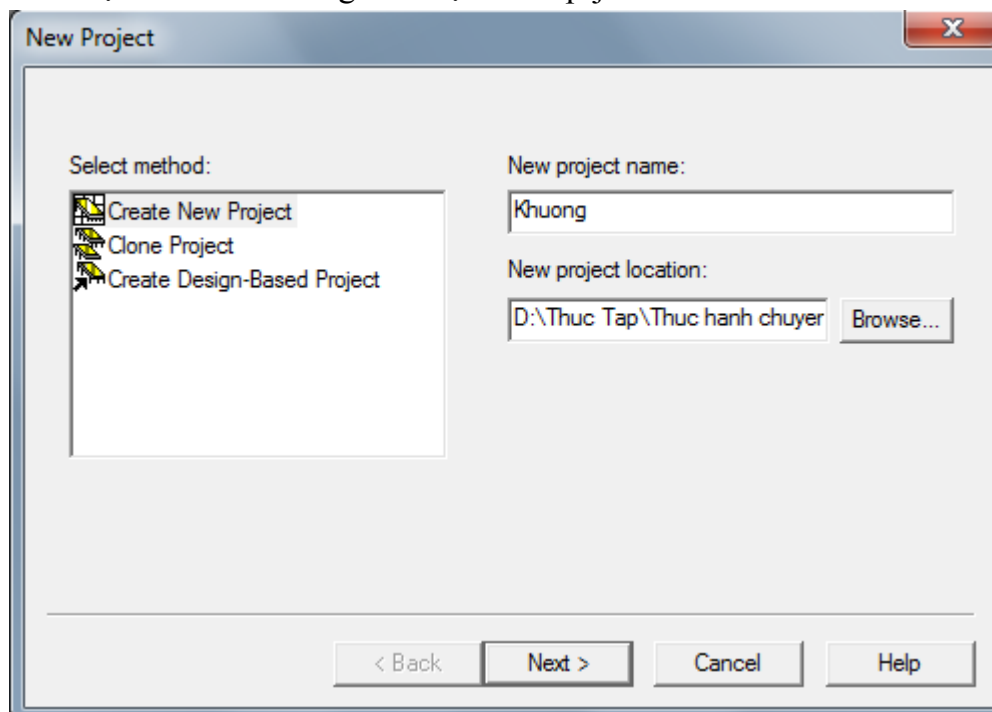 New Project
Select method:
Create New Project
Clone Project
Create Design-Based Project
New project name:
Khuong
New project location:
D:\Thuc Tap\Thuc hanh chuyer
Browse...
< Back
Next >
Cancel
Help